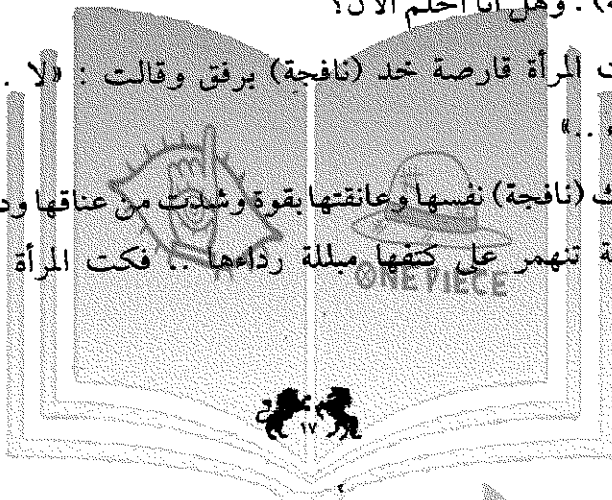 ) . وهل أنا أحلم الآن؟
ت المرأة قارصة خد (نافجة) برفق وقالت : «لا .
. ..»
ت (نافجة) نفسها وعانقتها بقوة وشدت من عناقها ود
ة تنهمر على كتفها مبللة رداءها .. فكت المرأة
ONE PIECE
١٧